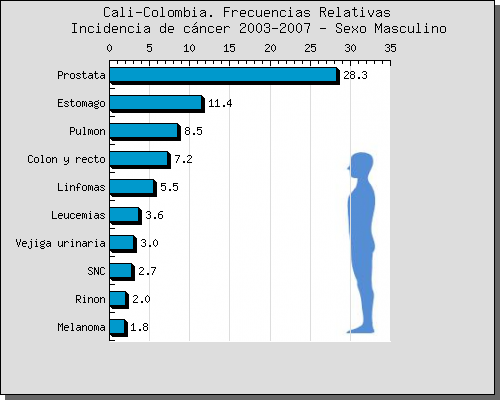 Cali-Colombia. Frecuencias Relativas
Incidencia de cáncer 2003-2007 - Sexo Masculino
0 5 10 15 20 25 30 35
Prostata 28.3
Estomago 11.4
Pulmon 8.5
Colon y recto 7.2
Linfomas 5.5
Leucemias 3.6
Vejiga urinaria 3.0
SNC 2.7
Rinon 2.0
Melanoma 1.8